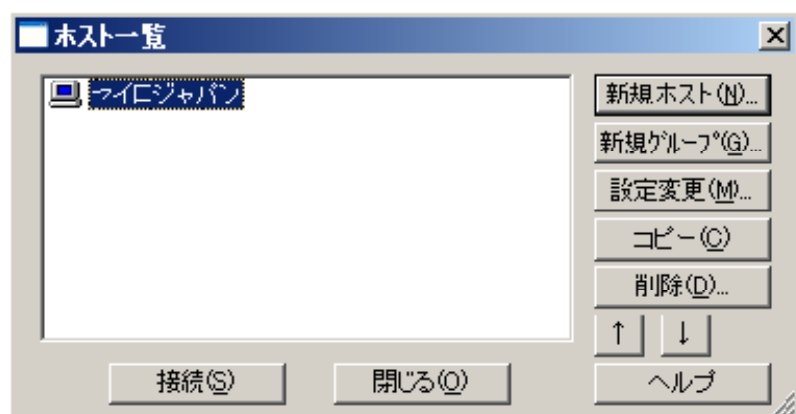 ホスト一覧
マイロジャパン
新規ホスト(N)...
新規ｸﾞﾙｰﾌﾟ(G)...
設定変更(M)...
コピー(C)
削除(D)...
↑ ↓
接続(S) 閉じる(O) ヘルプ